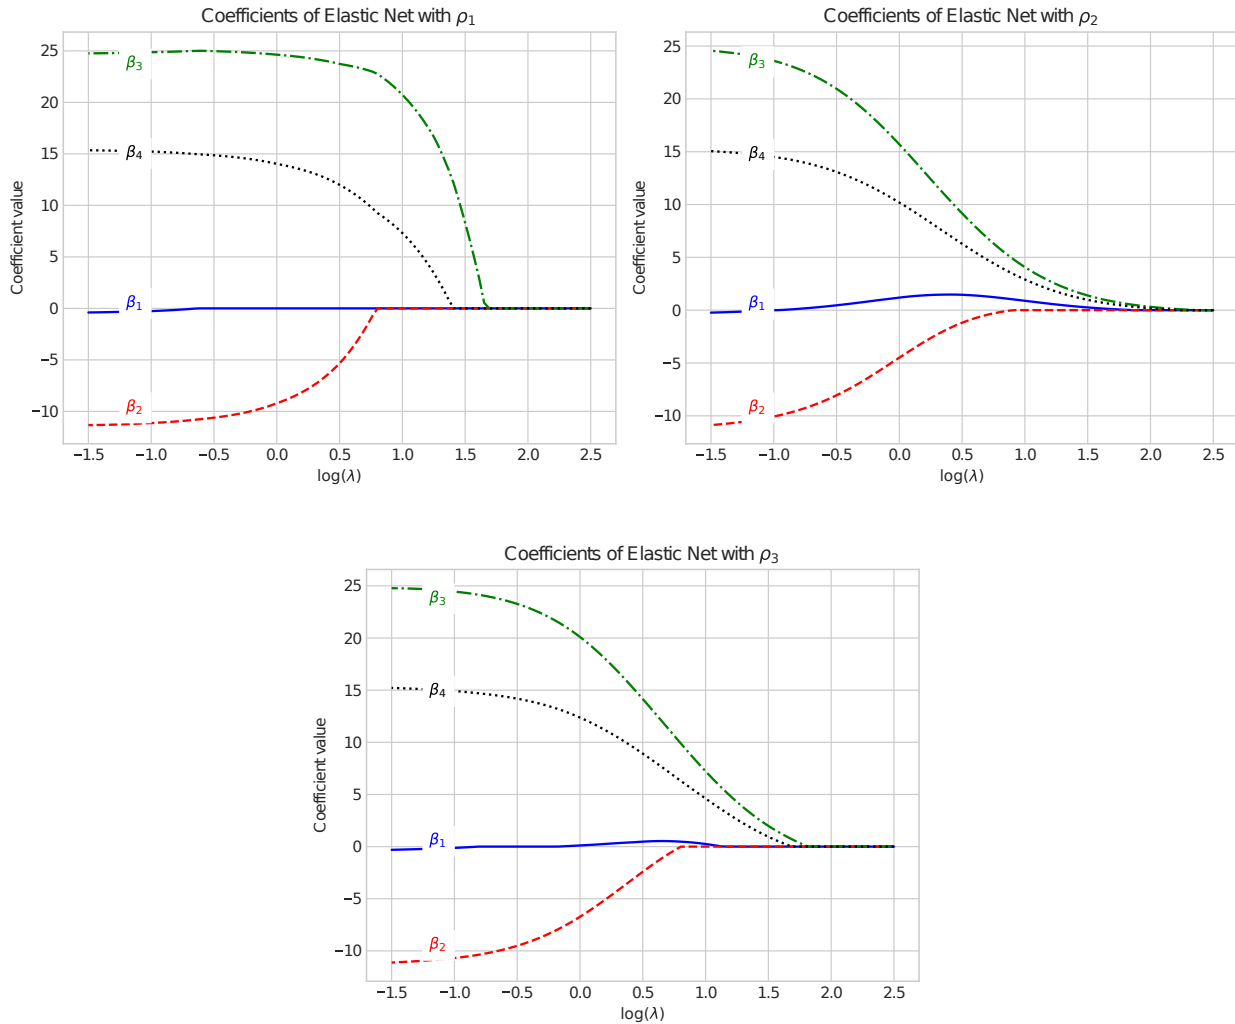 Coefficients of Elastic Net with ρ₁
25
20
15
10
5
0
−5
−10
Coefficient value
β₃
β₄
β₁
β₂
−1.5 −1.0 −0.5 0.0 0.5 1.0 1.5 2.0 2.5
log(λ)
Coefficients of Elastic Net with ρ₂
25
20
15
10
5
0
−5
−10
Coefficient value
β₃
β₄
β₁
β₂
−1.5 −1.0 −0.5 0.0 0.5 1.0 1.5 2.0 2.5
log(λ)
Coefficients of Elastic Net with ρ₃
25
20
15
10
5
0
−5
−10
Coefficient value
β₃
β₄
β₁
β₂
−1.5 −1.0 −0.5 0.0 0.5 1.0 1.5 2.0 2.5
log(λ)